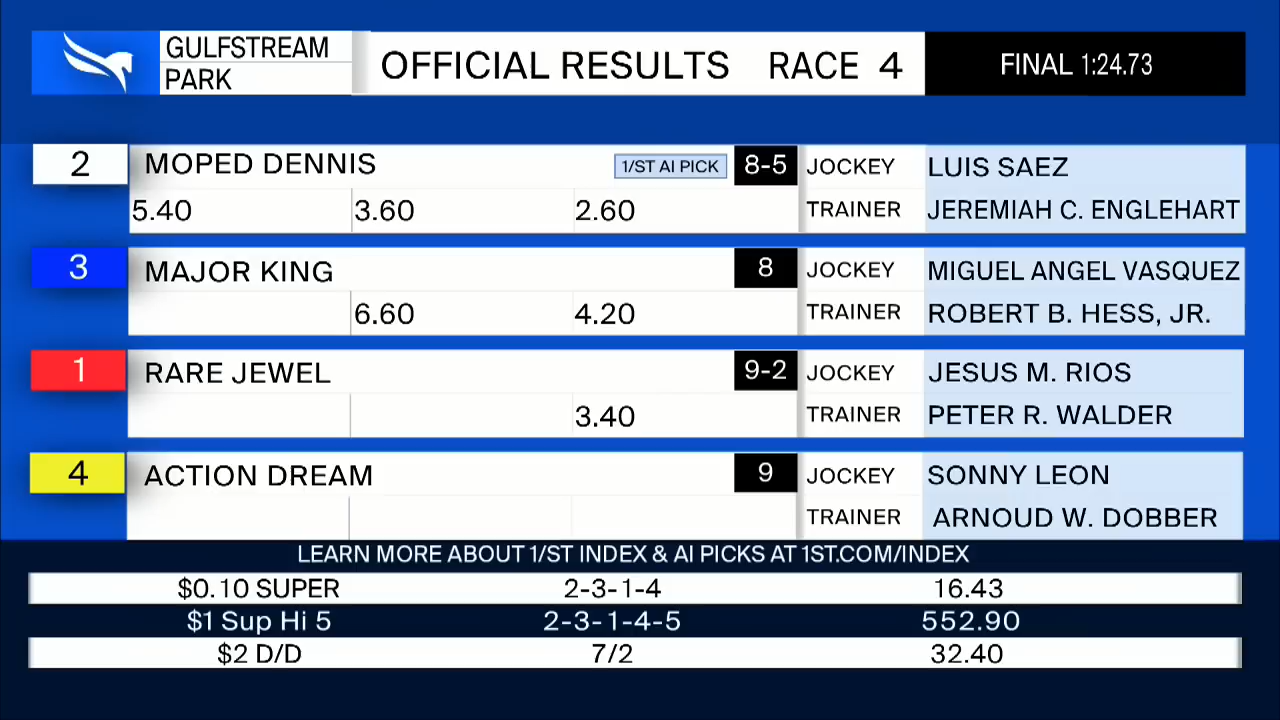 GULFSTREAM
PARK
OFFICIAL RESULTS RACE 4
FINAL 1:24.73
2 MOPED DENNIS 1/ST AI PICK 8-5 JOCKEY LUIS SAEZ
5.40 3.60 2.60 TRAINER JEREMIAH C. ENGLEHART
3 MAJOR KING 8 JOCKEY MIGUEL ANGEL VASQUEZ
6.60 4.20 TRAINER ROBERT B. HESS, JR.
1 RARE JEWEL 9-2 JOCKEY JESUS M. RIOS
3.40 TRAINER PETER R. WALDER
4 ACTION DREAM 9 JOCKEY SONNY LEON
TRAINER ARNOUD W. DOBBER
LEARN MORE ABOUT 1/ST INDEX & AI PICKS AT 1ST.COM/INDEX
$0.10 SUPER 2-3-1-4 16.43
$1 Sup Hi 5 2-3-1-4-5 552.90
$2 D/D 7/2 32.40